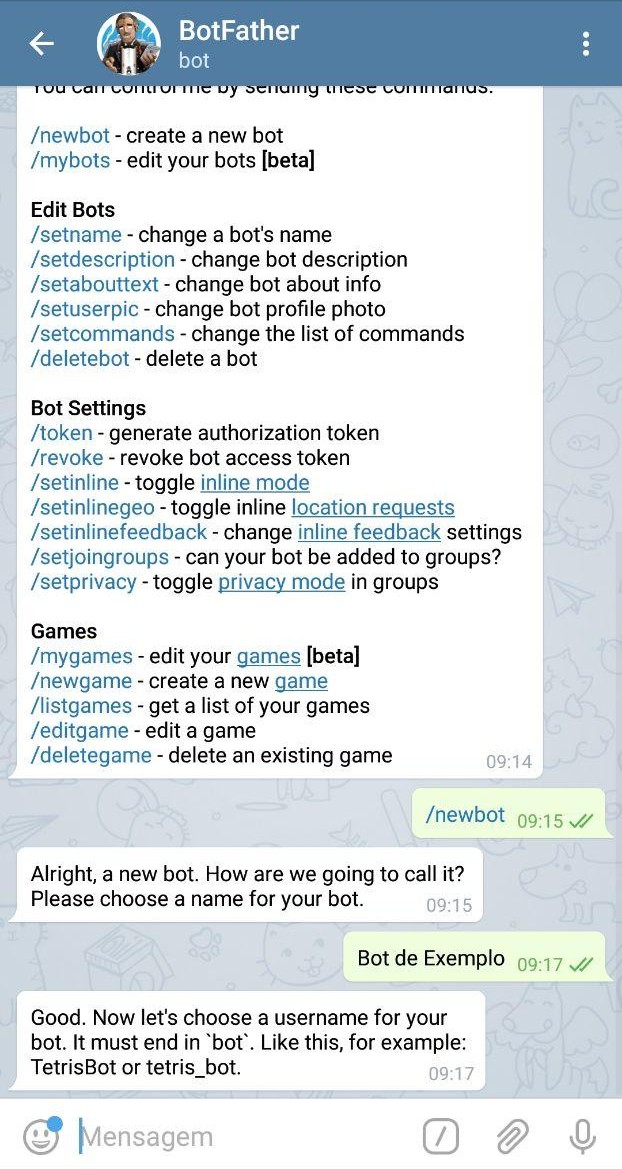 BotFather
bot
You can control me by sending these commands:
/newbot - create a new bot
/mybots - edit your bots [beta]
Edit Bots
/setname - change a bot's name
/setdescription - change bot description
/setabouttext - change bot about info
/setuserpic - change bot profile photo
/setcommands - change the list of commands
/deletebot - delete a bot
Bot Settings
/token - generate authorization token
/revoke - revoke bot access token
/setinline - toggle inline mode
/setinlinegeo - toggle inline location requests
/setinlinefeedback - change inline feedback settings
/setjoingroups - can your bot be added to groups?
/setprivacy - toggle privacy mode in groups
Games
/mygames - edit your games [beta]
/newgame - create a new game
/listgames - get a list of your games
/editgame - edit a game
/deletegame - delete an existing game
09:14
/newbot 09:15
Alright, a new bot. How are we going to call it?
Please choose a name for your bot.
09:15
Bot de Exemplo 09:17
Good. Now let's choose a username for your
bot. It must end in `bot`. Like this, for example:
TetrisBot or tetris_bot.
09:17
Mensagem